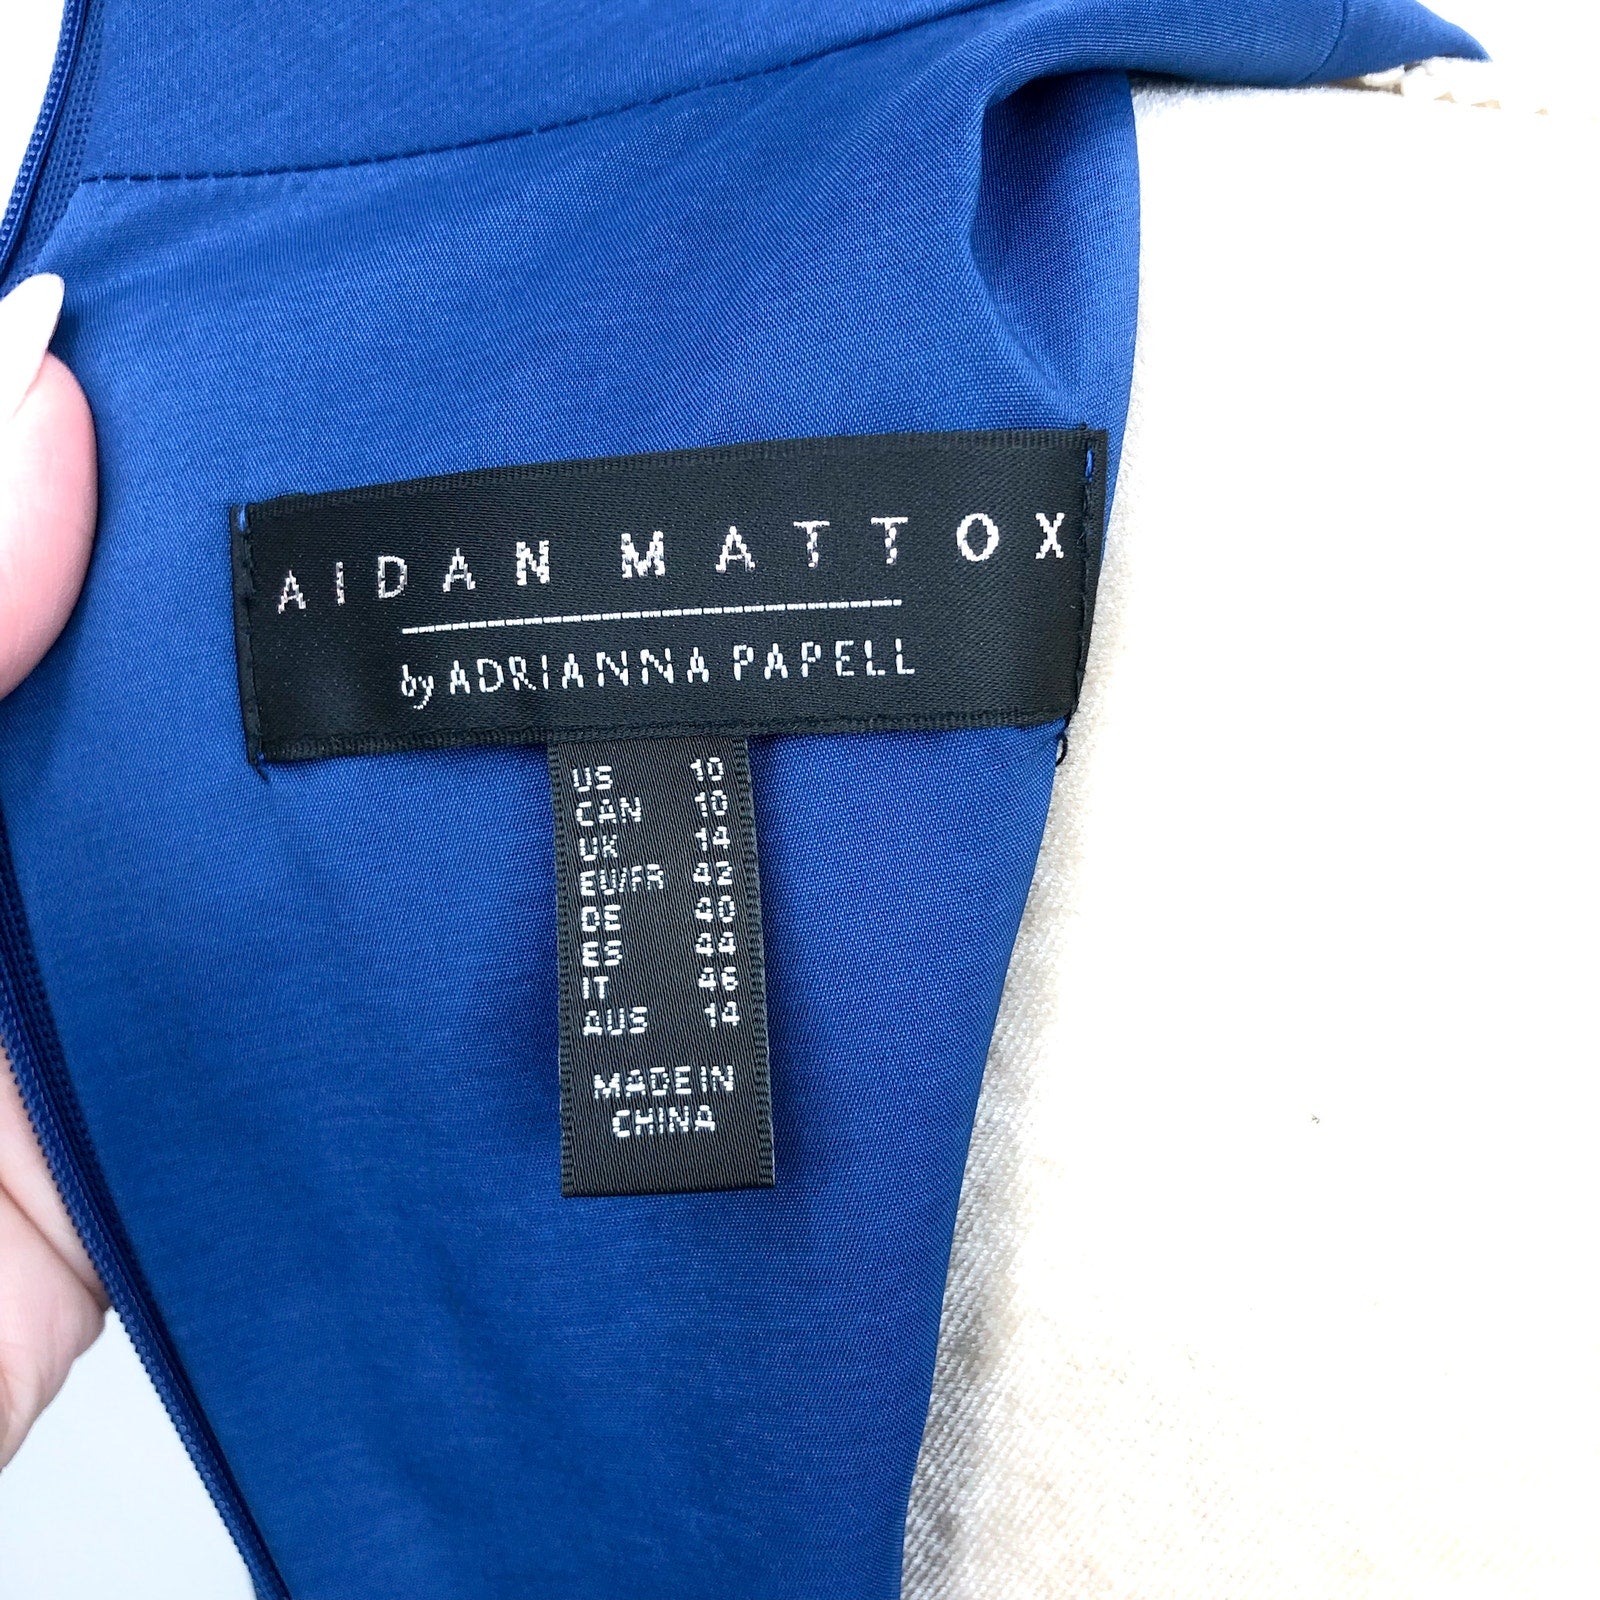 AIDAN MATTOX
by ADRIANNA PAPELL
US 10
CAN 10
UK 14
EU/FR 42
DE 40
ES 44
IT 46
AUS 14
MADE IN
CHINA